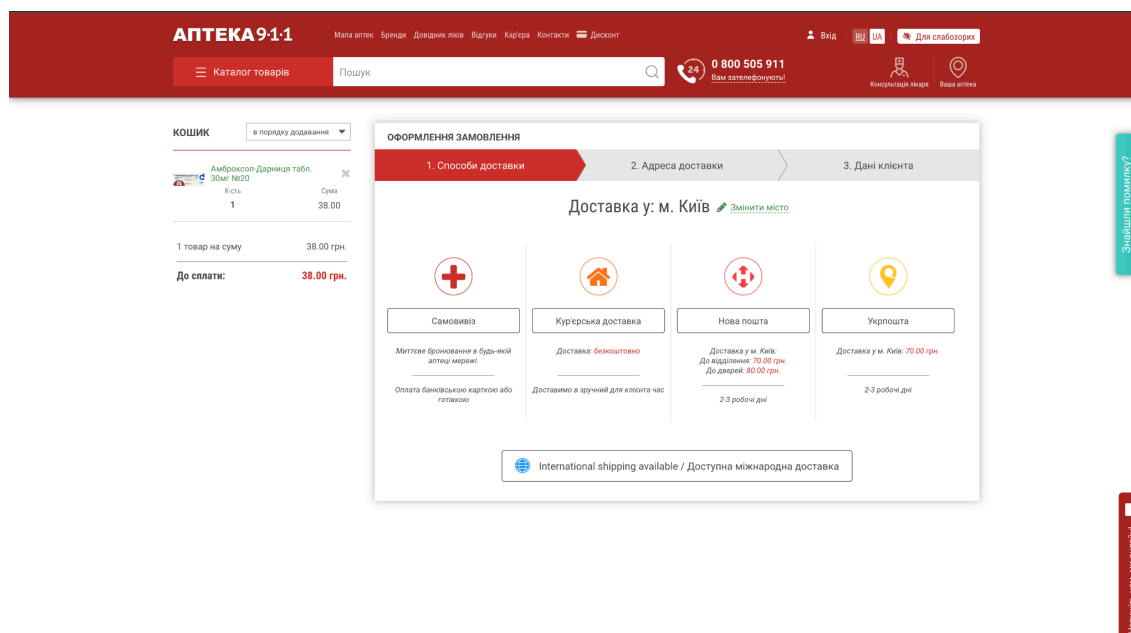 АПТЕКА 9·1·1
Мапа аптек Бренди Довідник ліків Відгуки Кар'єра Контакти Дисконт
Вхід
RU UA
Для слабозорих
Каталог товарів
Пошук
24
0 800 505 911
Вам зателефонують!
Консультація лікаря
Ваша аптека
КОШИК
в порядку додавання
Амброксол-Дарниця табл.
30мг №20
К-сть Сума
1 38.00
1 товар на суму 38.00 грн.
До сплати: 38.00 грн.
ОФОРМЛЕННЯ ЗАМОВЛЕННЯ
1. Способи доставки
2. Адреса доставки
3. Дані клієнта
Доставка у: м. Київ Змінити місто
Самовивіз
Миттєве бронювання в будь-якій
аптеці мережі.
Оплата банківською карткою або
готівкою
Кур'єрська доставка
Доставка: безкоштовно
Доставимо в зручний для клієнта час
Нова пошта
Доставка у м. Київ:
До відділення: 70.00 грн.
До дверей: 80.00 грн.
2-3 робочі дні
Укрпошта
Доставка у м. Київ: 70.00 грн.
2-3 робочі дні
International shipping available / Доступна міжнародна доставка
Знайшли помилку?